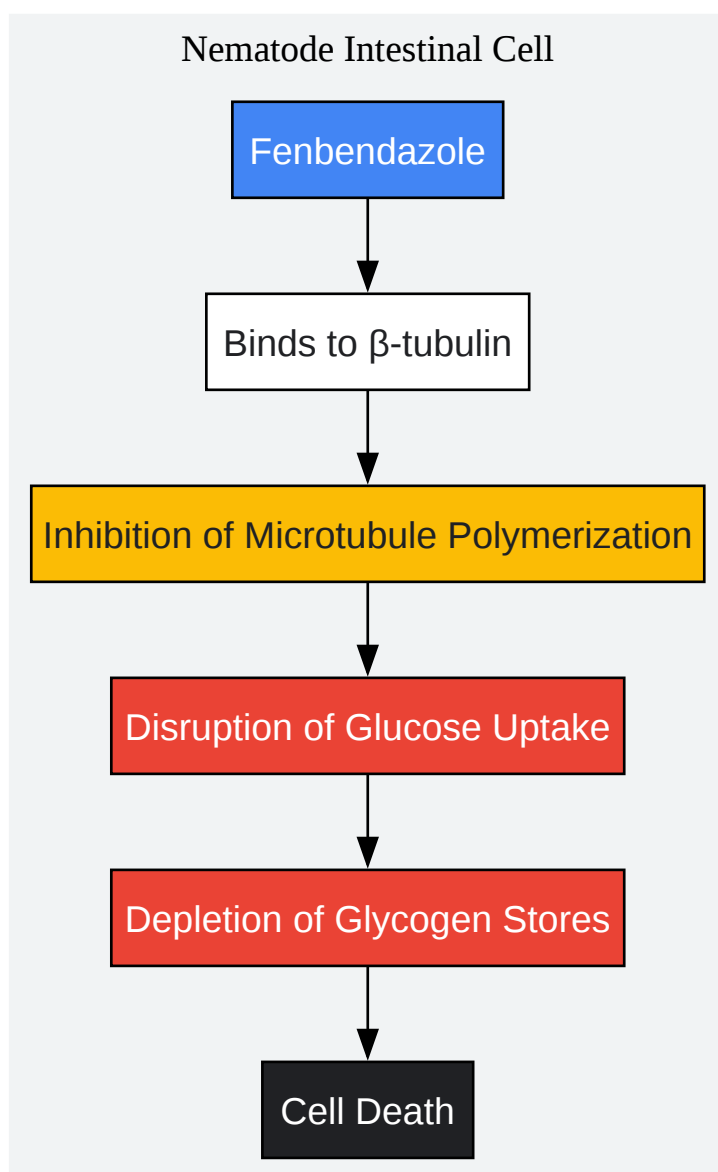 Nematode Intestinal Cell
Fenbendazole
Binds to β-tubulin
Inhibition of Microtubule Polymerization
Disruption of Glucose Uptake
Depletion of Glycogen Stores
Cell Death